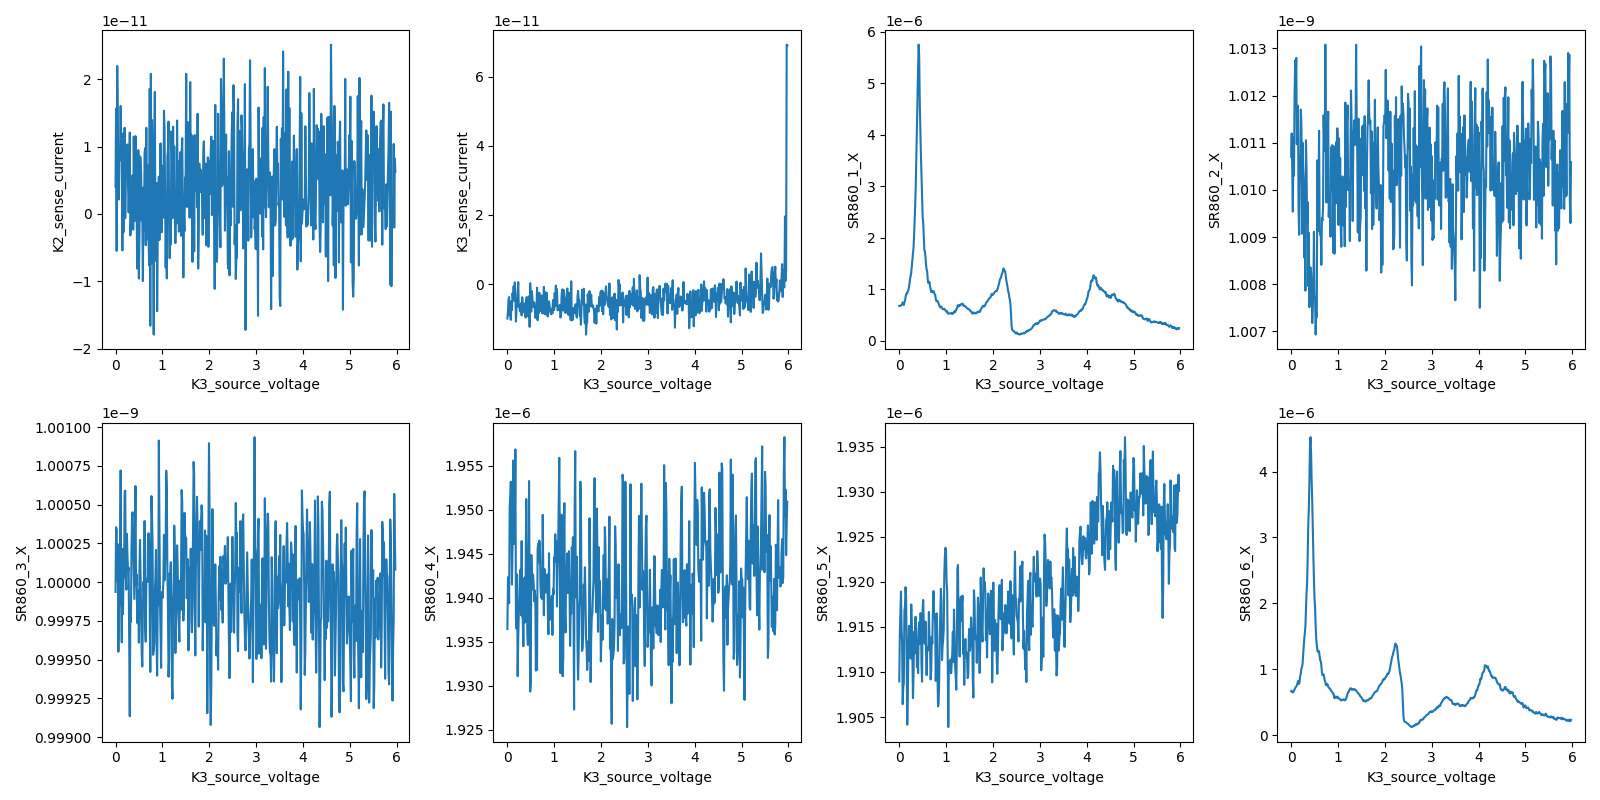 1e−11
2
1
0
−1
−2
0 1 2 3 4 5 6
K2_sense_current
K3_source_voltage
1e−11
6
4
2
0
0 1 2 3 4 5 6
K3_sense_current
K3_source_voltage
1e−6
6
5
4
3
2
1
0
0 1 2 3 4 5 6
SR860_1_X
K3_source_voltage
1e−9
1.013
1.012
1.011
1.010
1.009
1.008
1.007
0 1 2 3 4 5 6
SR860_2_X
K3_source_voltage
1e−9
1.00100
1.00075
1.00050
1.00025
1.00000
0.99975
0.99950
0.99925
0.99900
0 1 2 3 4 5 6
SR860_3_X
K3_source_voltage
1e−6
1.955
1.950
1.945
1.940
1.935
1.930
1.925
0 1 2 3 4 5 6
SR860_4_X
K3_source_voltage
1e−6
1.935
1.930
1.925
1.920
1.915
1.910
1.905
0 1 2 3 4 5 6
SR860_5_X
K3_source_voltage
1e−6
4
3
2
1
0
0 1 2 3 4 5 6
SR860_6_X
K3_source_voltage